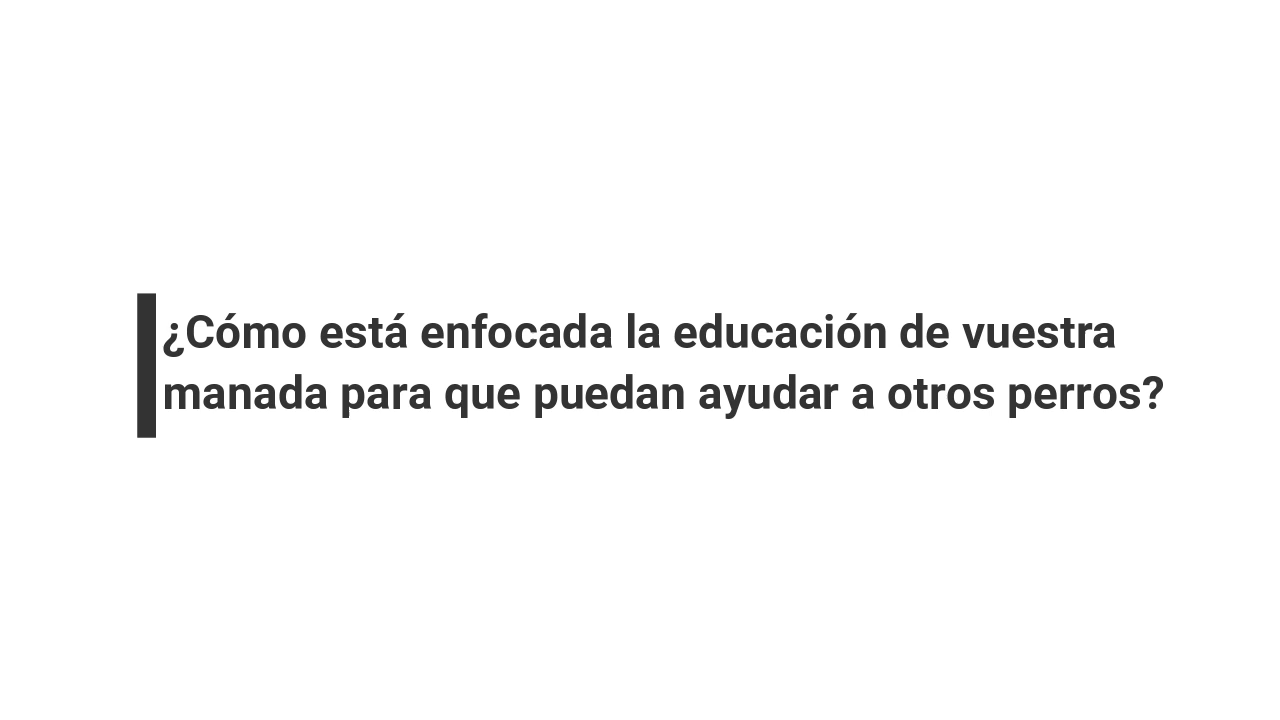 ¿Cómo está enfocada la educación de vuestra
manada para que puedan ayudar a otros perros?